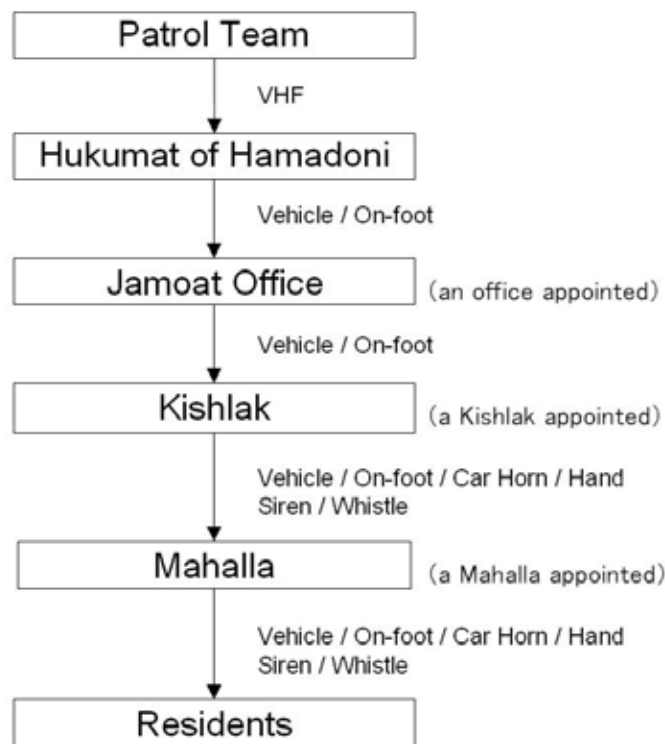 Patrol Team
VHF
Hukumat of Hamadoni
Vehicle / On-foot
Jamoat Office
(an office appointed)
Vehicle / On-foot
Kishlak
(a Kishlak appointed)
Vehicle / On-foot / Car Horn / Hand
Siren / Whistle
Mahalla
(a Mahalla appointed)
Vehicle / On-foot / Car Horn / Hand
Siren / Whistle
Residents